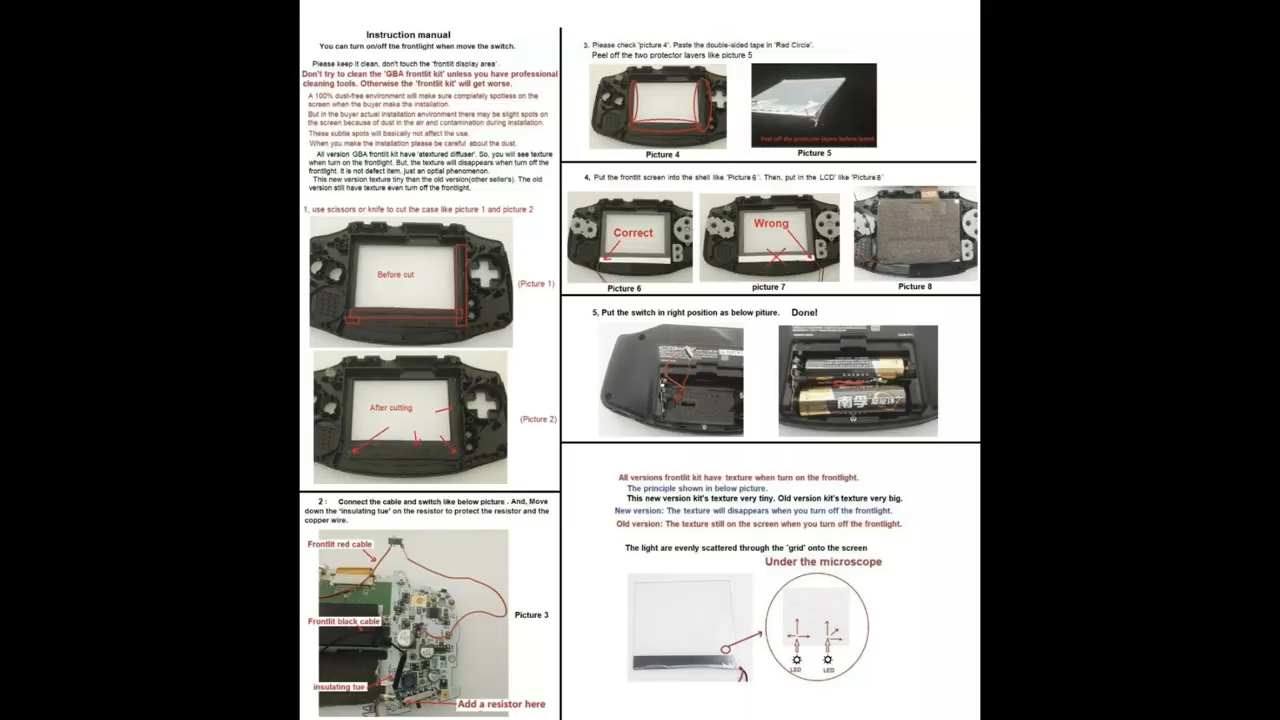 Instruction manual
You can turn on/off the frontlight when move the switch.
Please keep it clean, don't touch the 'frontlit display area'.
Don't try to clean the 'GBA frontlit kit' unless you have professional
cleaning tools. Otherwise the 'frontlit kit' will get worse.
A 100% dust-free environment will make sure completely spotless on the
screen when the buyer make the installation.
But in the buyer actual installation environment there may be slight spots on
the screen because of dust in the air and contamination during installation.
These subtle spots will basically not affect the use.
When you make the installation please be careful about the dust.
All version GBA frontlit kit have 'atextured diffuser'. So, you will see texture
when turn on the frontlight. But, the texture will disappears when turn off the
frontlight. It is not defect item, just an optial phenomenon.
This new version texture tiny than the old version(other seller's). The old
version still have texture even turn off the frontlight.
1, use scissors or knife to cut the case like picture 1 and picture 2
Before cut
(Picture 1)
After cutting
(Picture 2)
2： Connect the cable and switch like below picture . And, Move
down the 'insulating tue' on the resistor to protect the resistor and the
copper wire.
Frontlit red cable
Frontlit black cable
Picture 3
insulating tue
Add a resistor here
3. Please check 'picture 4'. Paste the double-sided tape in 'Red Circle'.
Peel off the two protector layers like picture 5
Peel off the protector layers before install
Picture 4
Picture 5
4, Put the frontlit screen into the shell like 'Picture 6'. Then, put in the LCD' like 'Picture 8'
Correct
Wrong
Picture 6
picture 7
Picture 8
5, Put the switch in right position as below piture. Done!
All versions frontlit kit have texture when turn on the frontlight.
The principle shown in below picture.
This new version kit's texture very tiny. Old version kit's texture very big.
New version: The texture will disappears when you turn off the frontlight.
Old version: The texture still on the screen when you turn off the frontlight.
The light are evenly scattered through the 'grid' onto the screen
Under the microscope
LED
LED